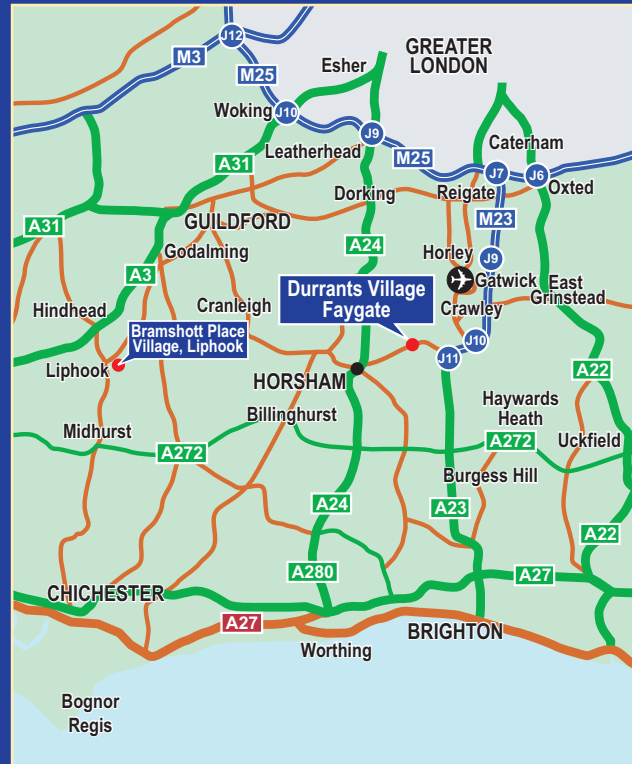 J12
GREATER
LONDON
M3
M25
Esher
Woking
J10
J9
Leatherhead
M25
Caterham
A31
J7
J6
Dorking
Reigate
Oxted
GUILDFORD
M23
A31
A24
Godalming
Horley
J9
A3
Gatwick
East
Grinstead
Durrants Village
Faygate
Hindhead
Cranleigh
Crawley
Bramshott Place
Village, Liphook
J10
J11
Liphook
HORSHAM
A22
Haywards
Heath
Billinghurst
Midhurst
A272
Uckfield
A272
Burgess Hill
A24
A23
A22
A280
A27
CHICHESTER
A27
BRIGHTON
Worthing
Bognor
Regis